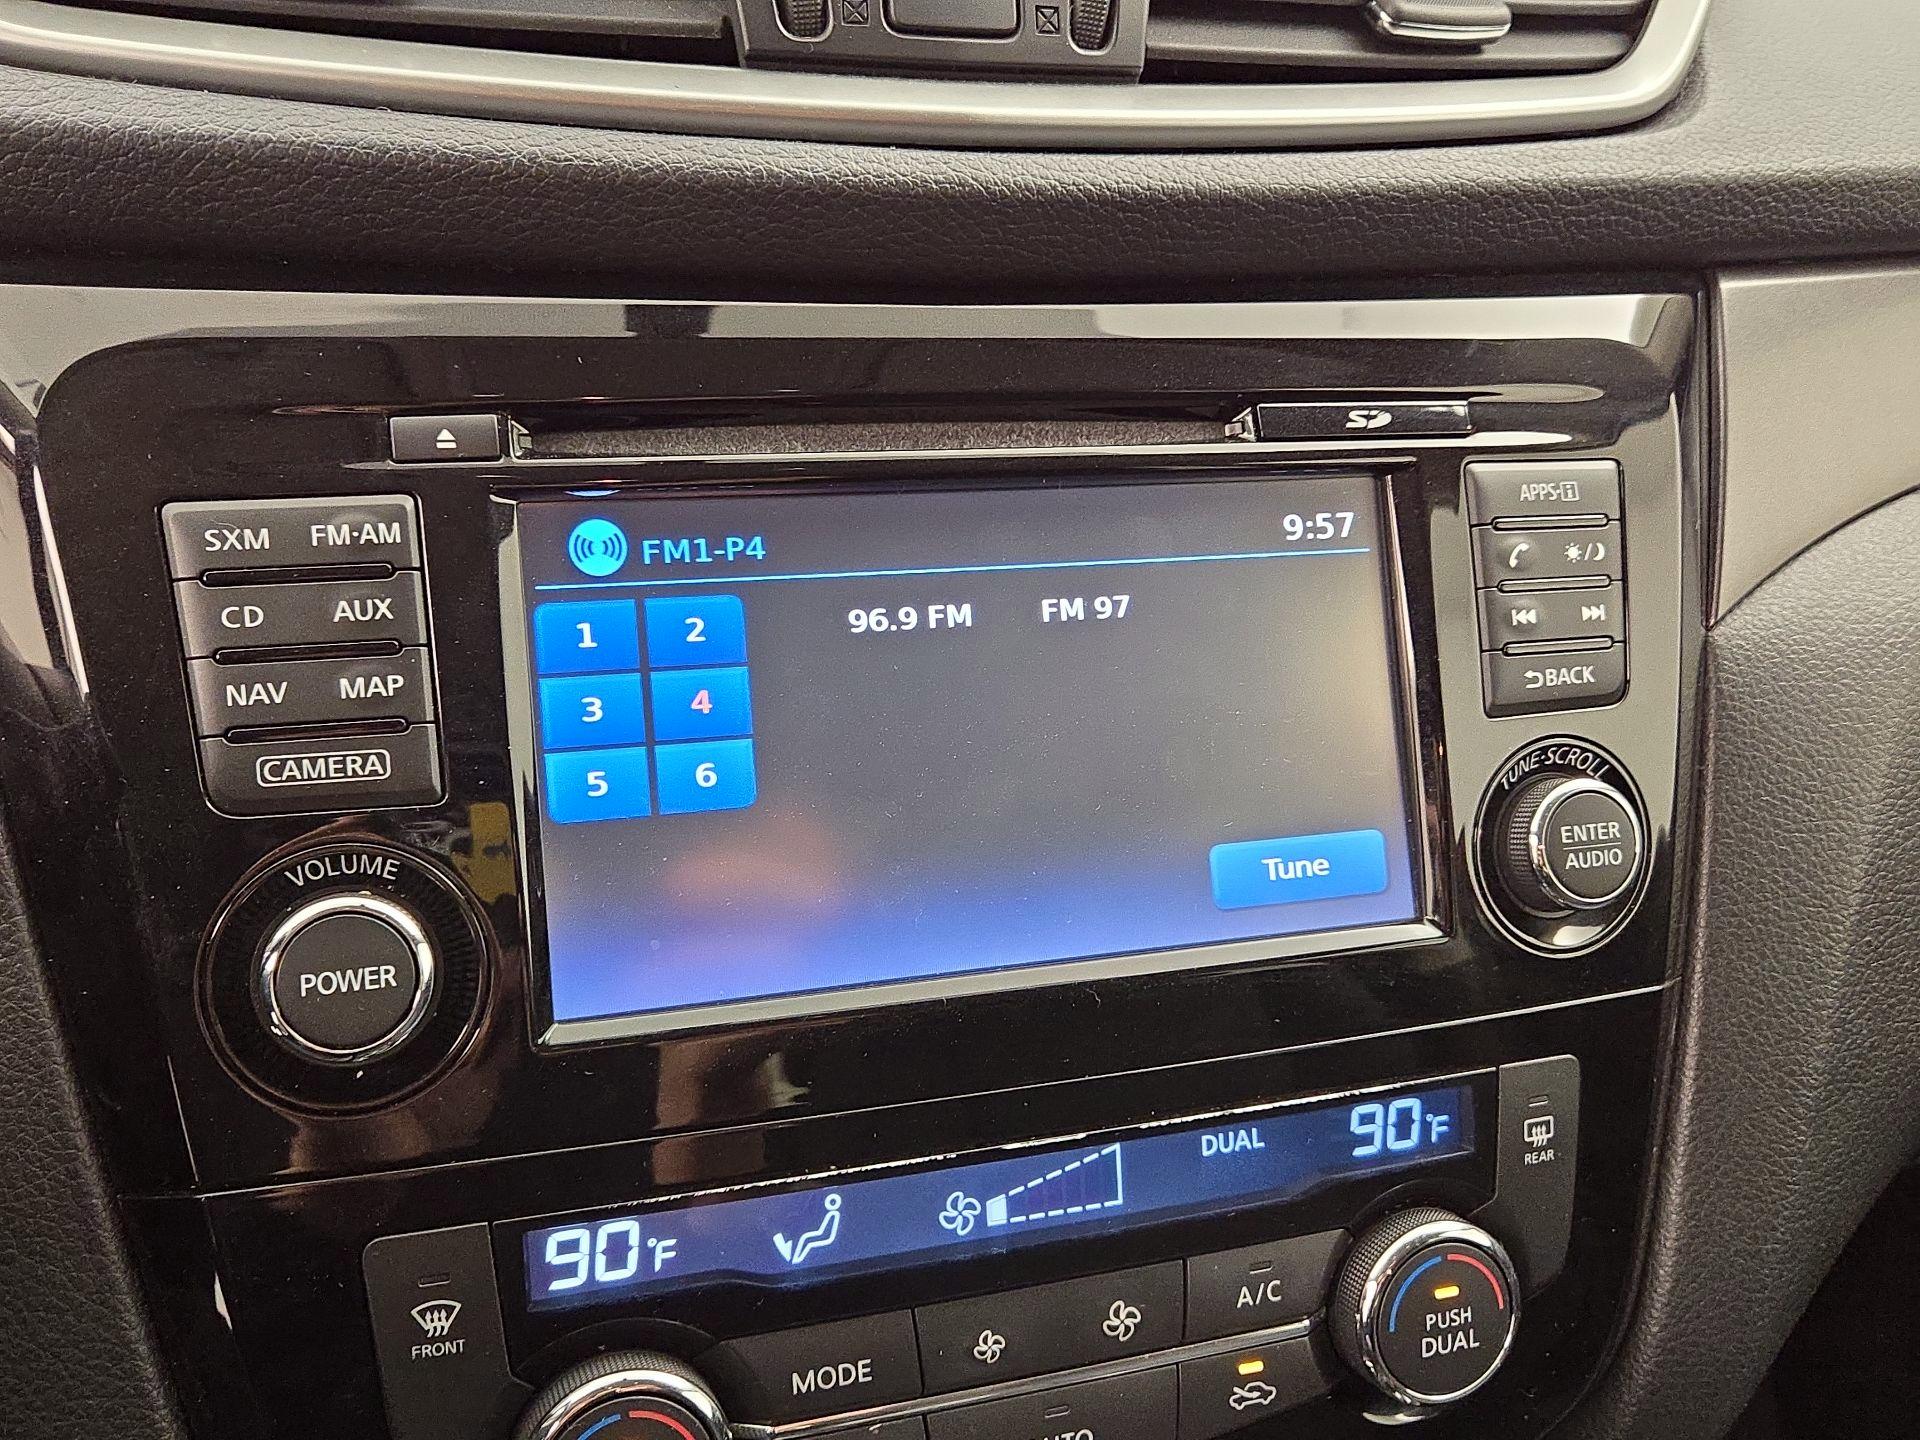 SD
SXM FM·AM
CD AUX
NAV MAP
CAMERA
VOLUME
POWER
FM1-P4 9:57
1 2
3 4
5 6
96.9 FM FM 97
Tune
APPS·i
BACK
TUNE·SCROLL
ENTER
AUDIO
90°F DUAL 90°F
FRONT
REAR
MODE
A/C
PUSH
DUAL